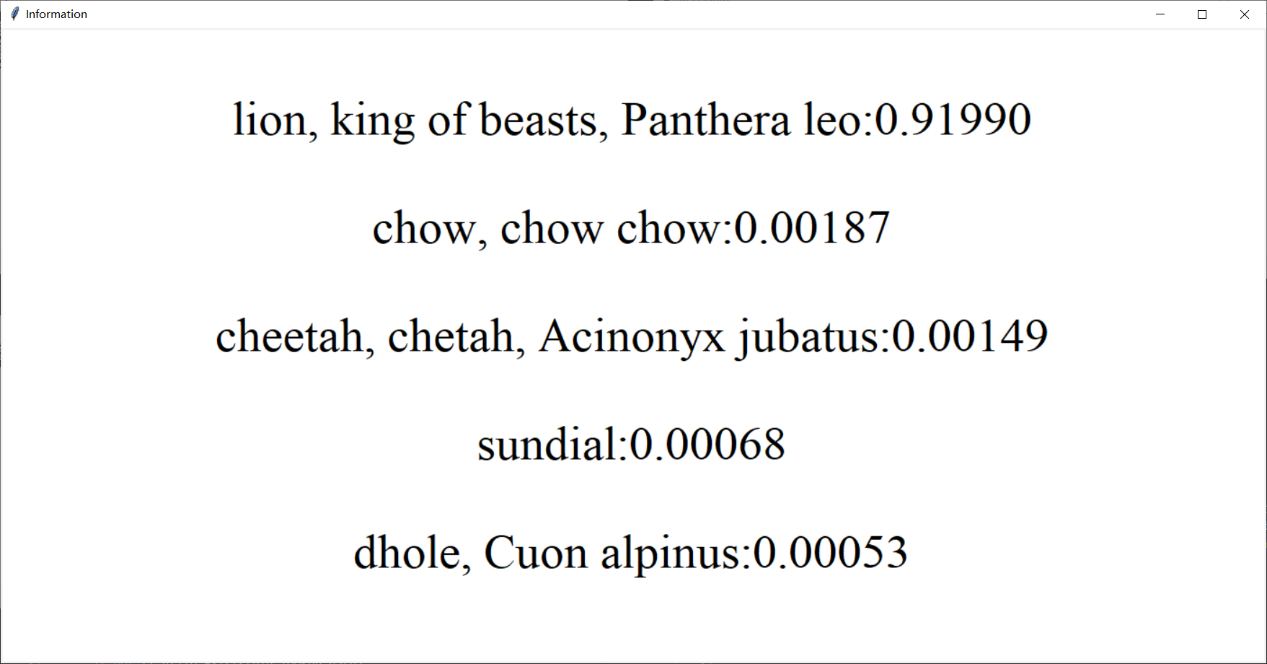 Information
lion, king of beasts, Panthera leo:0.91990
chow, chow chow:0.00187
cheetah, chetah, Acinonyx jubatus:0.00149
sundial:0.00068
dhole, Cuon alpinus:0.00053